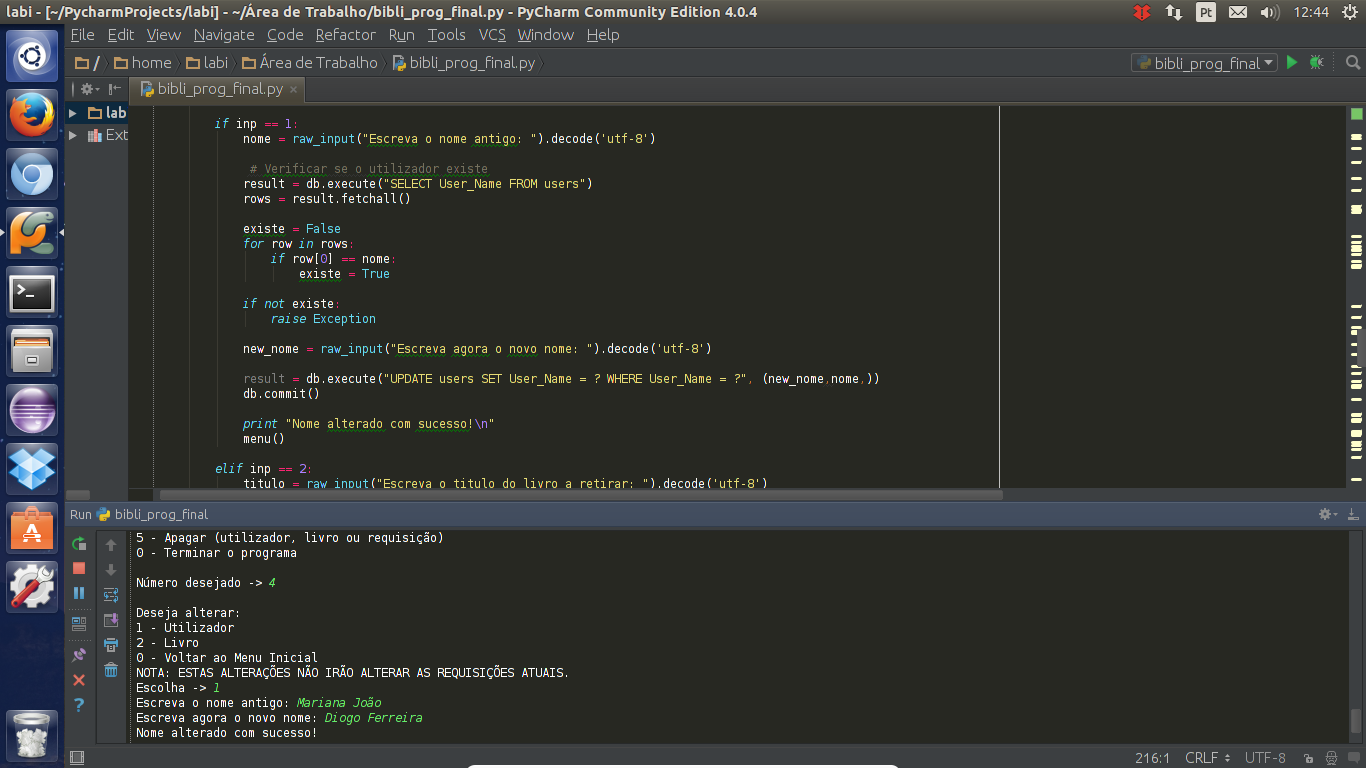 labi - [~/PycharmProjects/labi] - ~/Área de Trabalho/bibli_prog_final.py - PyCharm Community Edition 4.0.4
Pt
12:44
File Edit View Navigate Code Refactor Run Tools VCS Window Help
/ home labi Área de Trabalho bibli_prog_final.py
bibli_prog_final
bibli_prog_final.py
lab
Ext
if inp == 1:
nome = raw_input("Escreva o nome antigo: ").decode('utf-8')
# Verificar se o utilizador existe
result = db.execute("SELECT User_Name FROM users")
rows = result.fetchall()
existe = False
for row in rows:
if row[0] == nome:
existe = True
if not existe:
raise Exception
new_nome = raw_input("Escreva agora o novo nome: ").decode('utf-8')
result = db.execute("UPDATE users SET User_Name = ? WHERE User_Name = ?", (new_nome,nome,))
db.commit()
print "Nome alterado com sucesso!\n"
menu()
elif inp == 2:
titulo = raw_input("Escreva o titulo do livro a retirar: ").decode('utf-8')
Run bibli_prog_final
5 - Apagar (utilizador, livro ou requisição)
0 - Terminar o programa
Número desejado -> 4
Deseja alterar:
1 - Utilizador
2 - Livro
0 - Voltar ao Menu Inicial
NOTA: ESTAS ALTERAÇÕES NÃO IRÃO ALTERAR AS REQUISIÇÕES ATUAIS.
Escolha -> 1
Escreva o nome antigo: Mariana João
Escreva agora o novo nome: Diogo Ferreira
Nome alterado com sucesso!
216:1 CRLF UTF-8